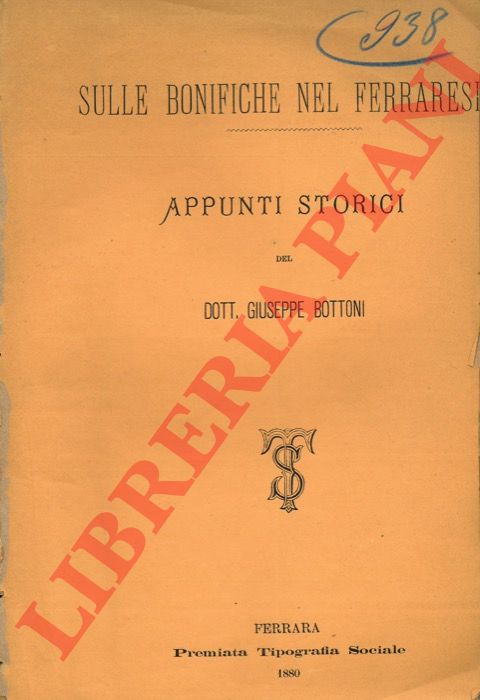 938
SULLE BONIFICHE NEL FERRARESE
APPUNTI STORICI
DEL
DOTT. GIUSEPPE BOTTONI
TS
FERRARA
Premiata Tipografia Sociale
1880
LIBRERIA PIANI